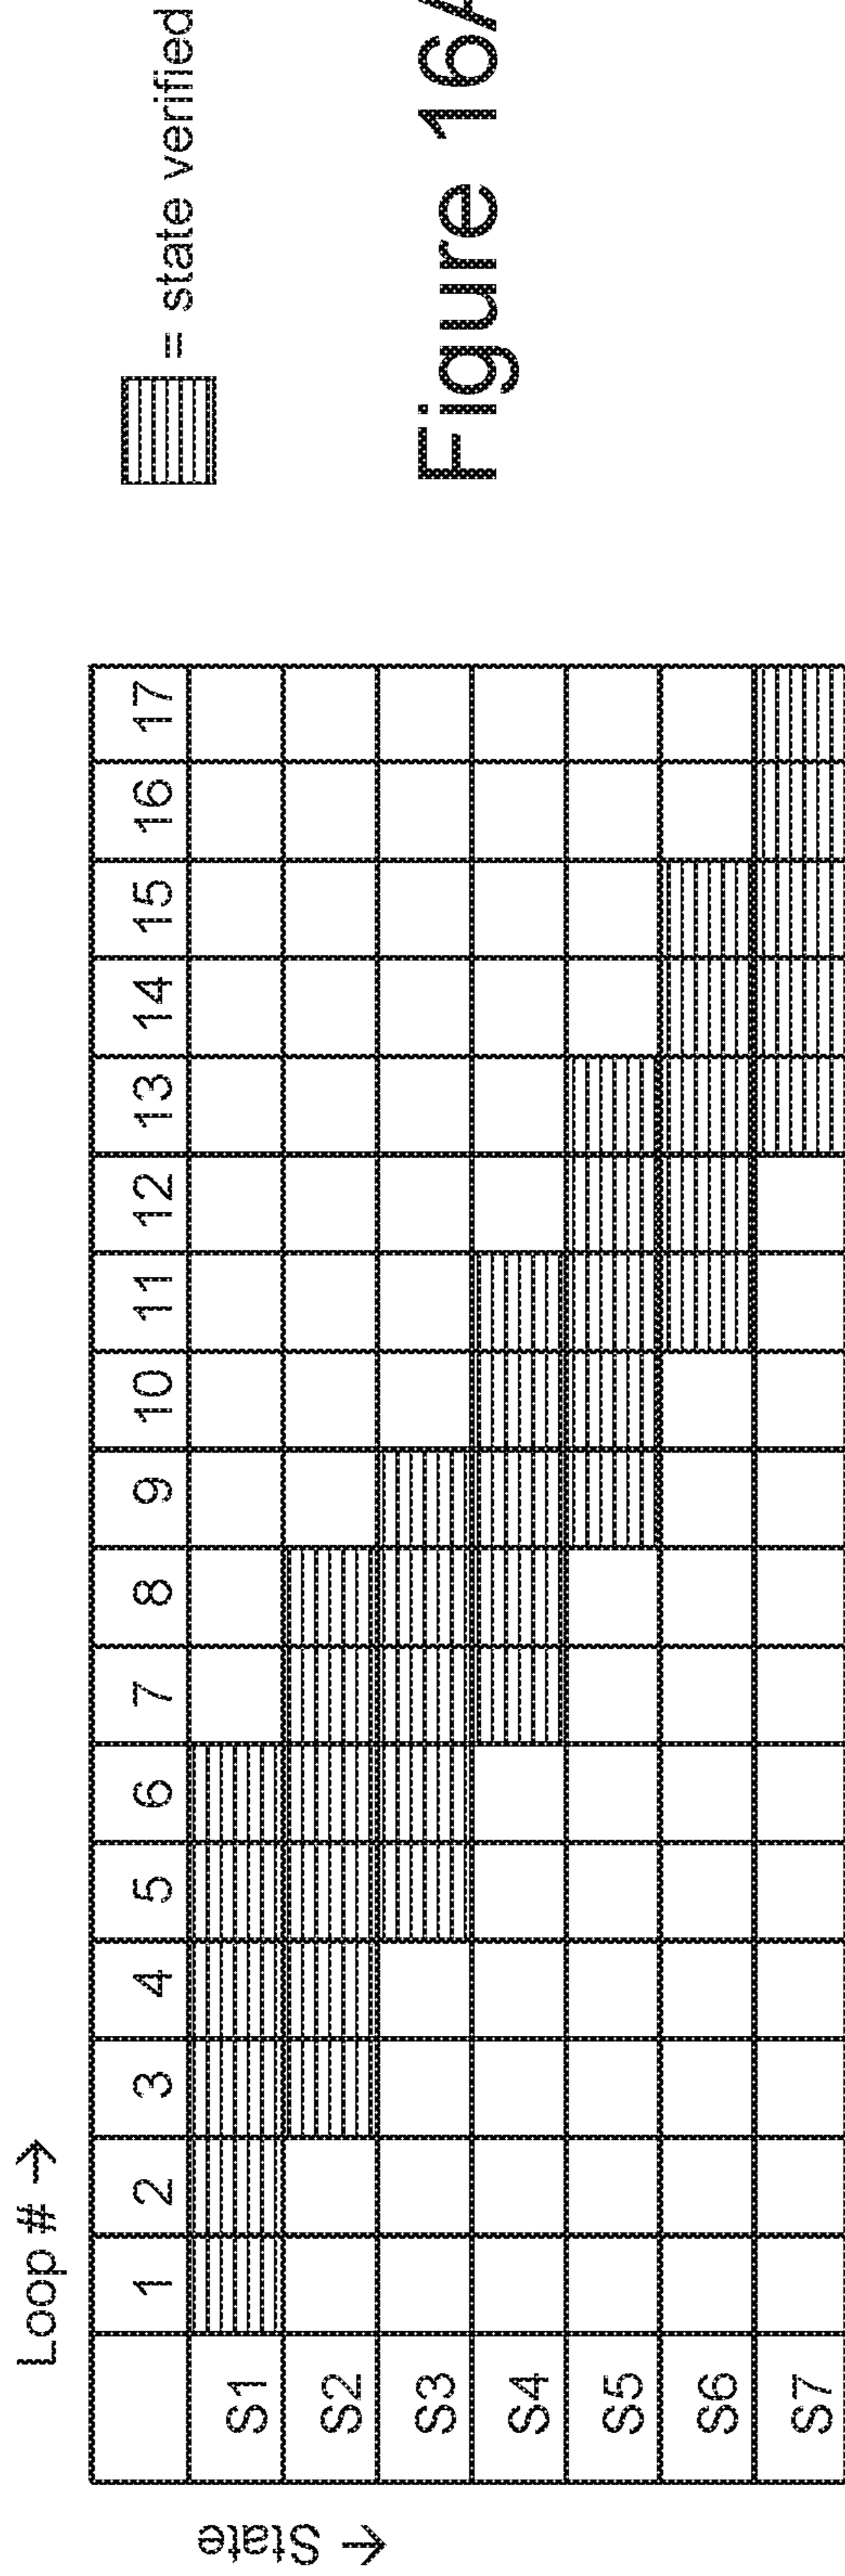 Loop # →
1 2 3 4 5 6 7 8 9 10 11 12 13 14 15 16 17
← State
S1
S2
S3
S4
S5
S6
S7
= state verified
Figure 16A